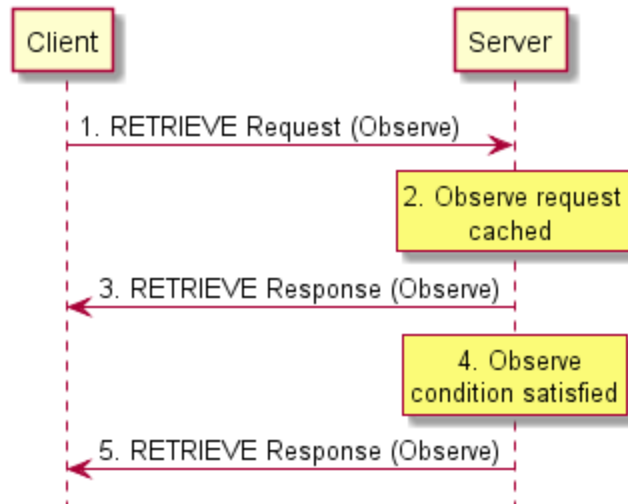 Client
Server
1. RETRIEVE Request (Observe)
2. Observe request
cached
3. RETRIEVE Response (Observe)
4. Observe
condition satisfied
5. RETRIEVE Response (Observe)